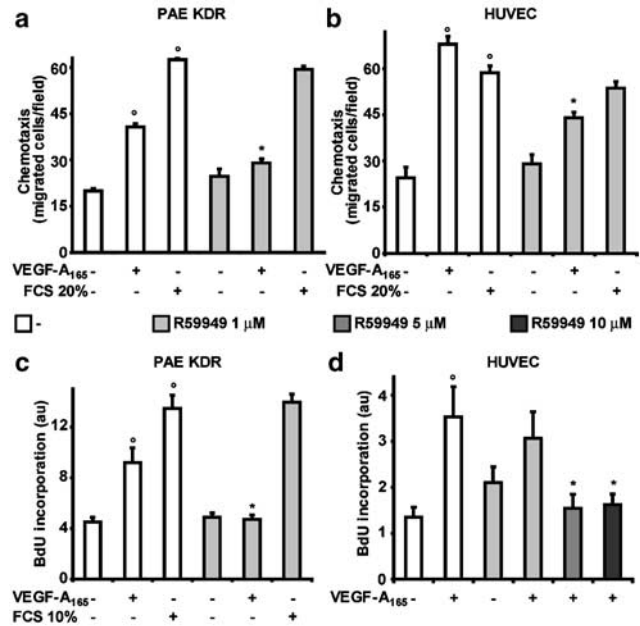 a PAE KDR
Chemotaxis
(migrated cells/field)
60
45
30
15
0
VEGF-A165 - + - - + -
FCS 20% - - + - - +
b HUVEC
Chemotaxis
(migrated cells/field)
60
45
30
15
0
VEGF-A165 - + - - + -
FCS 20% - - + - - +
- R59949 1 μM R59949 5 μM R59949 10 μM
c PAE KDR
BdU incorporation (au)
12
8
4
0
VEGF-A165 - + - - + -
FCS 10% - - + - - +
d HUVEC
BdU incorporation (au)
4
3
2
1
0
VEGF-A165 - + - + + +